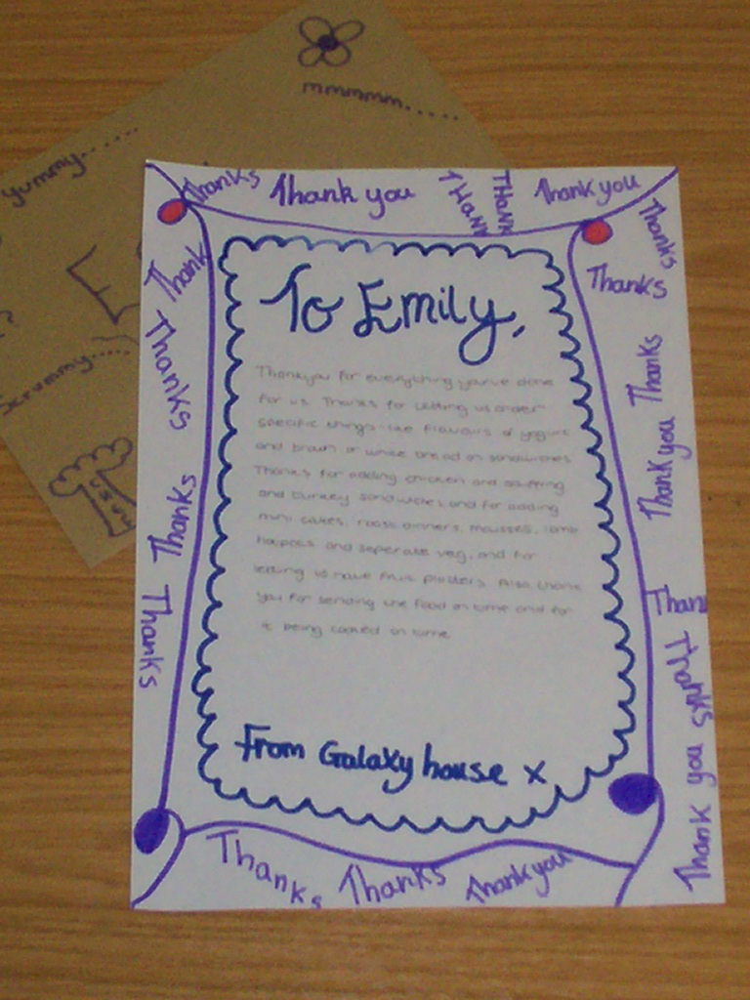 mmmmm......
yummy......
scrummy.....
Thanks Thank you THANK THANK Thank you
Thanks
Thanks
Thank
Thanks
Thanks
Thanks
To Emily,
Thankyou for everything you've done
for us. Thanks for letting us order
specific things like flavours of yogurt
and brown or white bread on sandwiches
Thanks for adding chicken and stuffing
and turkey sandwiches, and for adding
mini cakes, roast dinners, mousses, lamb
hotpots and seperate veg, and for
letting us have fruit platters. Also thank
you for sending the food on time and for
it being cooked on time.
From Galaxy house x
Thanks
Thank you
Thank
Thanks
Thank you
Thanks Thanks Thankyou